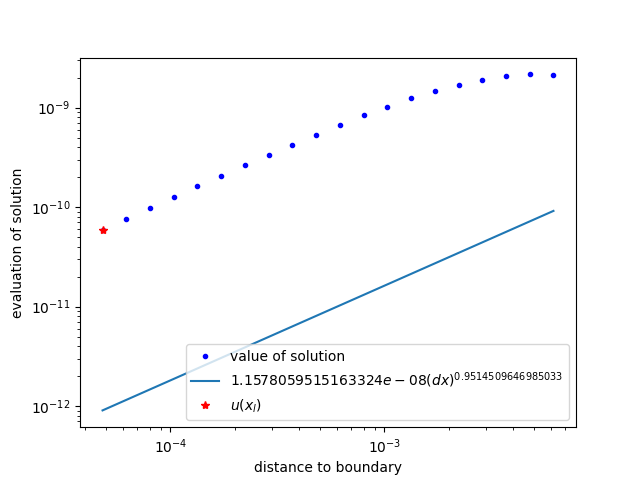 10⁻⁹
10⁻¹⁰
10⁻¹¹
10⁻¹²
evaluation of solution
value of solution
1.1578059515163324e − 08(dx)^0.9514509646985033
u(x_I)
10⁻⁴
10⁻³
distance to boundary